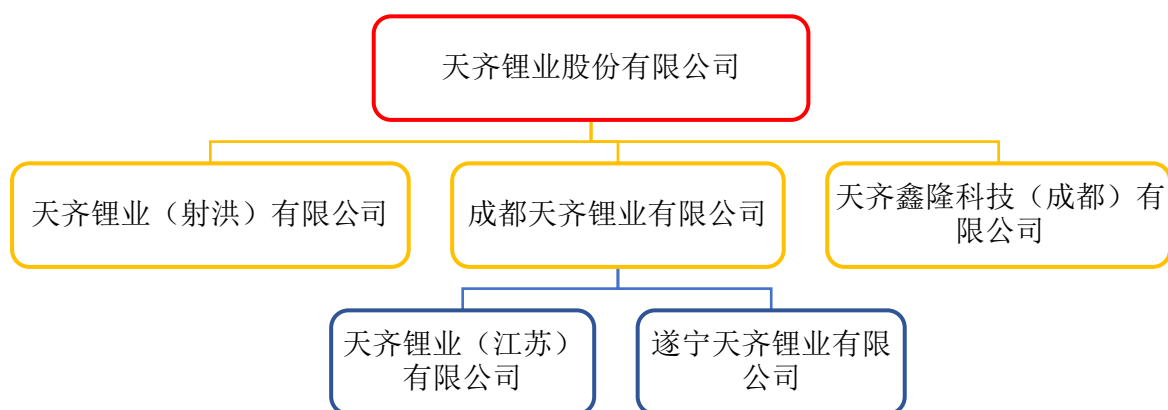 天齐锂业股份有限公司
天齐锂业（射洪）有限公司
成都天齐锂业有限公司
天齐鑫隆科技（成都）有
限公司
天齐锂业（江苏）
有限公司
遂宁天齐锂业有限
公司